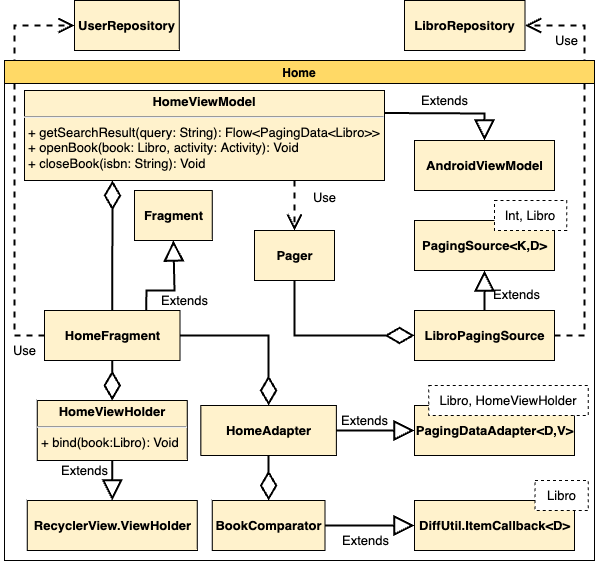 UserRepository
LibroRepository
Use
Home
HomeViewModel
+ getSearchResult(query: String): Flow<PagingData<Libro>>
+ openBook(book: Libro, activity: Activity): Void
+ closeBook(isbn: String): Void
Extends
AndroidViewModel
Fragment
Use
Int, Libro
PagingSource<K,D>
Pager
Extends
Extends
HomeFragment
LibroPagingSource
Use
Libro, HomeViewHolder
HomeViewHolder
+ bind(book:Libro): Void
HomeAdapter
Extends
PagingDataAdapter<D,V>
Extends
Libro
RecyclerView.ViewHolder
BookComparator
Extends
DiffUtil.ItemCallback<D>